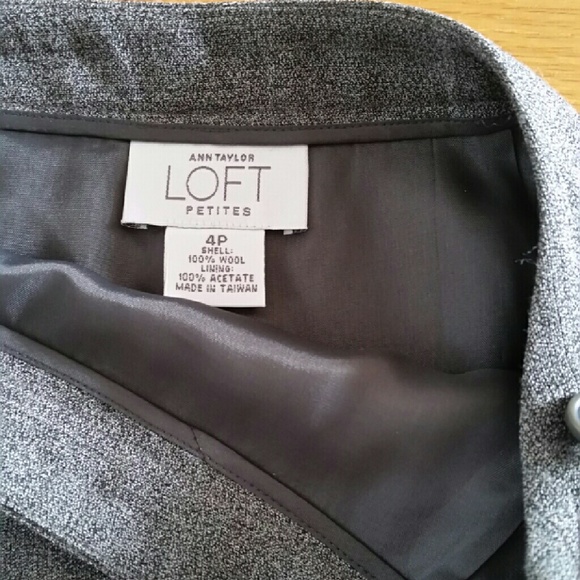 ANN TAYLOR
LOFT
PETITES
4P
SHELL:
100% WOOL
LINING:
100% ACETATE
MADE IN TAIWAN